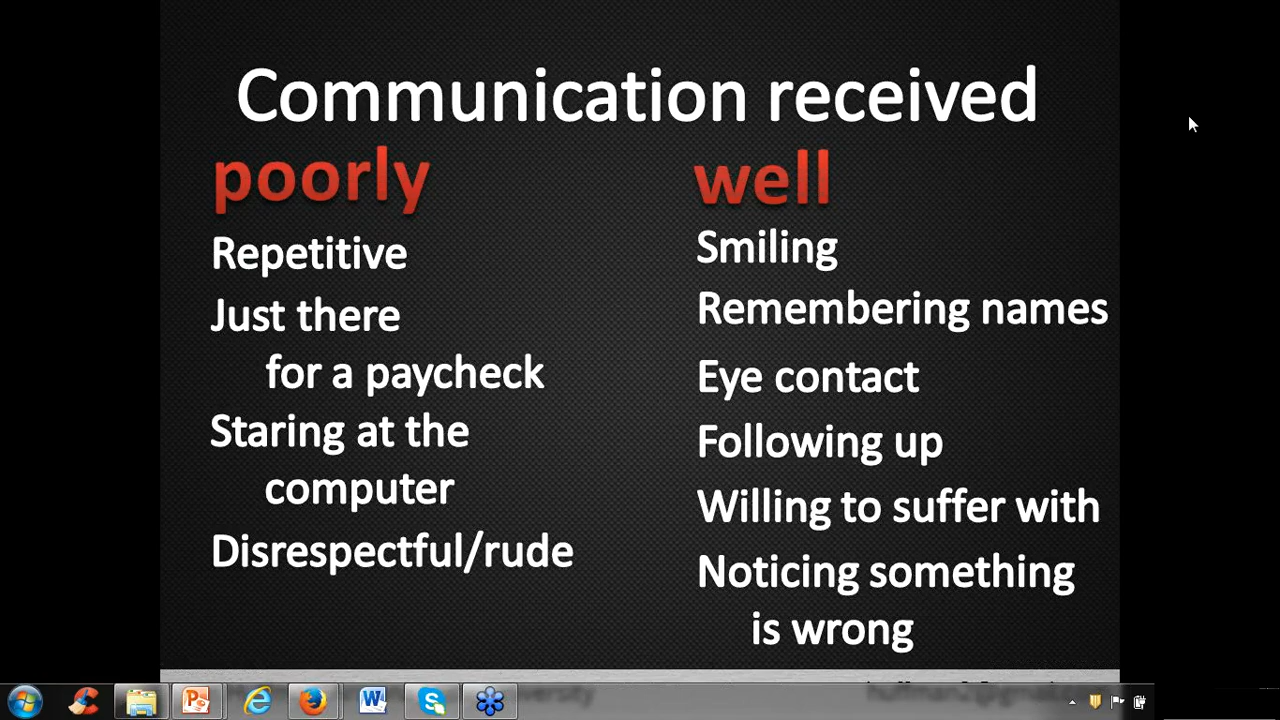 Communication received
poorly
Repetitive
Just there
for a paycheck
Staring at the
computer
Disrespectful/rude
well
Smiling
Remembering names
Eye contact
Following up
Willing to suffer with
Noticing something
is wrong